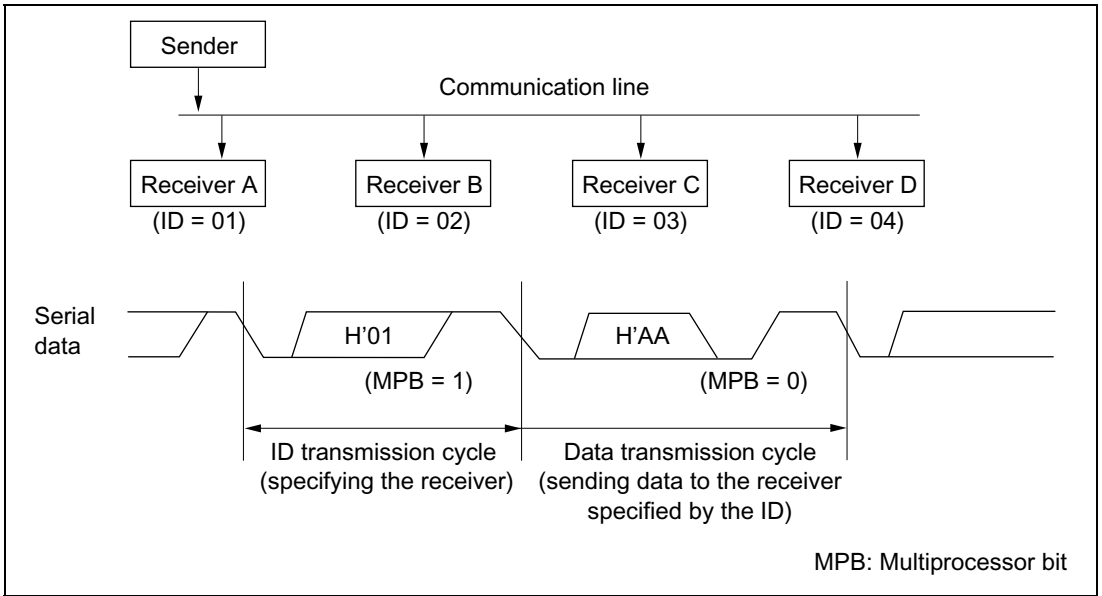 Sender
Communication line
Receiver A Receiver B Receiver C Receiver D
(ID = 01) (ID = 02) (ID = 03) (ID = 04)
Serial
data
H'01 H'AA
(MPB = 1) (MPB = 0)
ID transmission cycle
(specifying the receiver)
Data transmission cycle
(sending data to the receiver
specified by the ID)
MPB: Multiprocessor bit